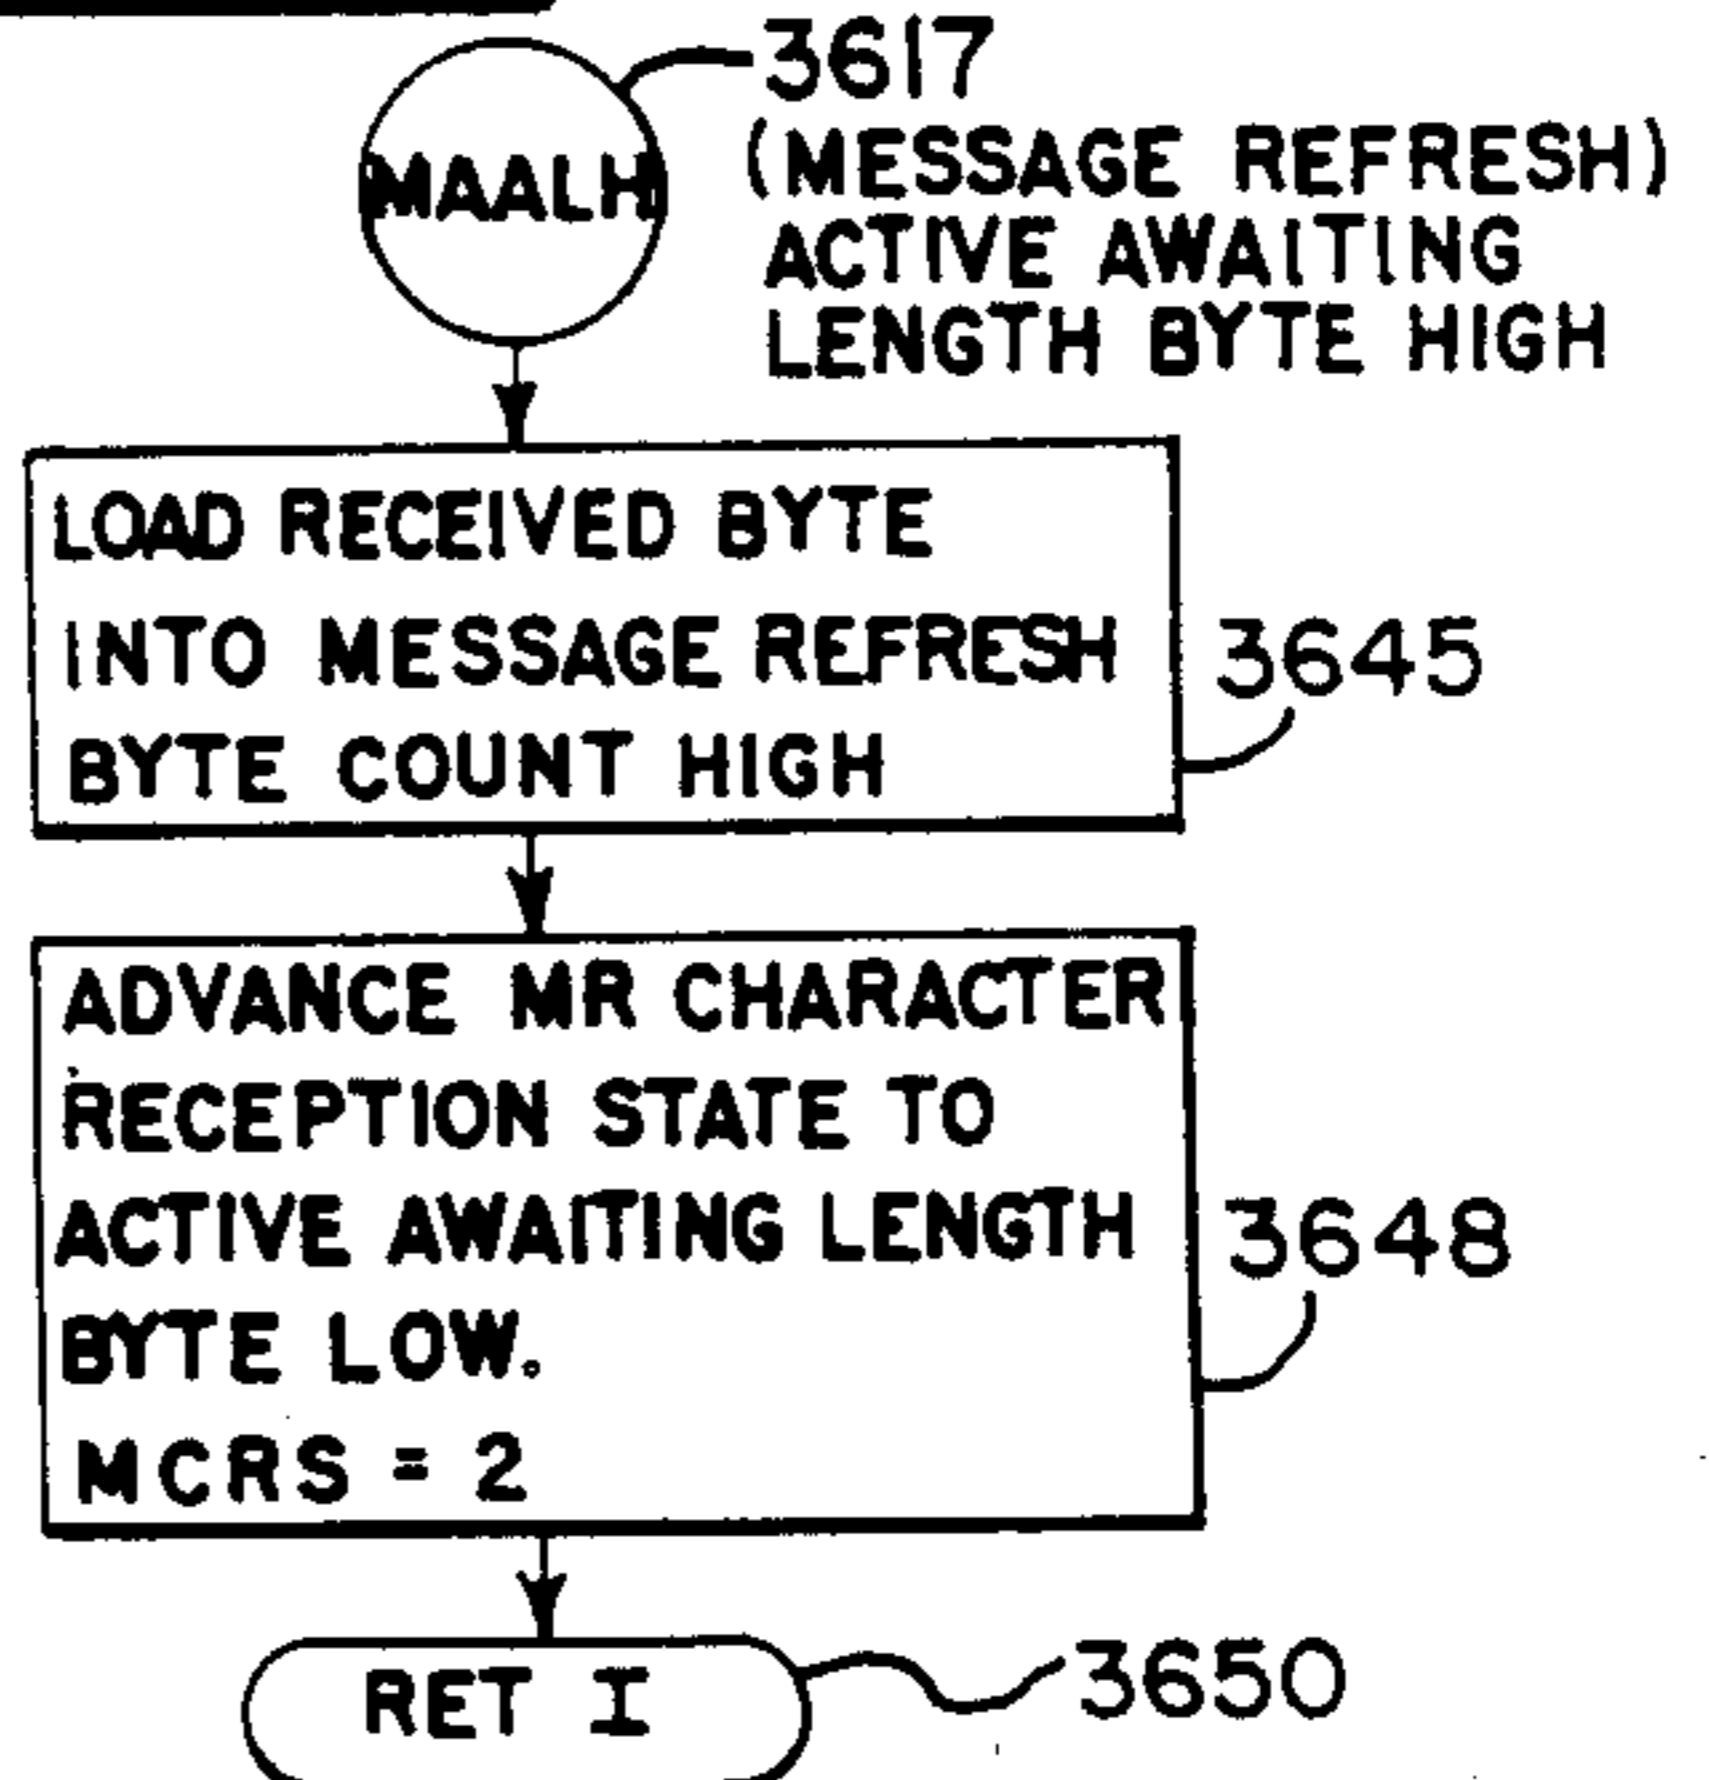 3617
MAALH
(MESSAGE REFRESH)
ACTIVE AWAITING
LENGTH BYTE HIGH
LOAD RECEIVED BYTE
INTO MESSAGE REFRESH
BYTE COUNT HIGH
3645
ADVANCE MR CHARACTER
RECEPTION STATE TO
ACTIVE AWAITING LENGTH
BYTE LOW.
MCRS = 2
3648
RET I
3650